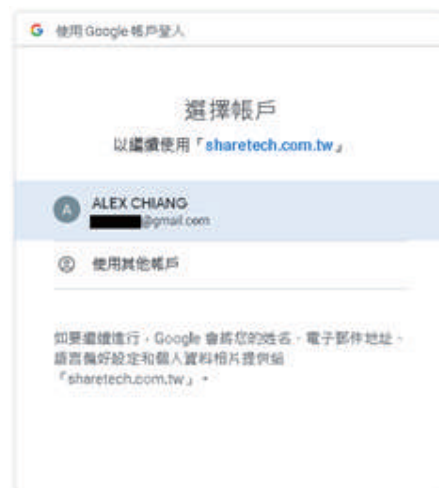 使用 Google 帳戶登入
選擇帳戶
以繼續使用「sharetech.com.tw」
A
ALEX CHIANG
@gmail.com
使用其他帳戶
如要繼續進行，Google 會將您的姓名、電子郵件地址、
語言偏好設定和個人資料相片提供給
「sharetech.com.tw」。